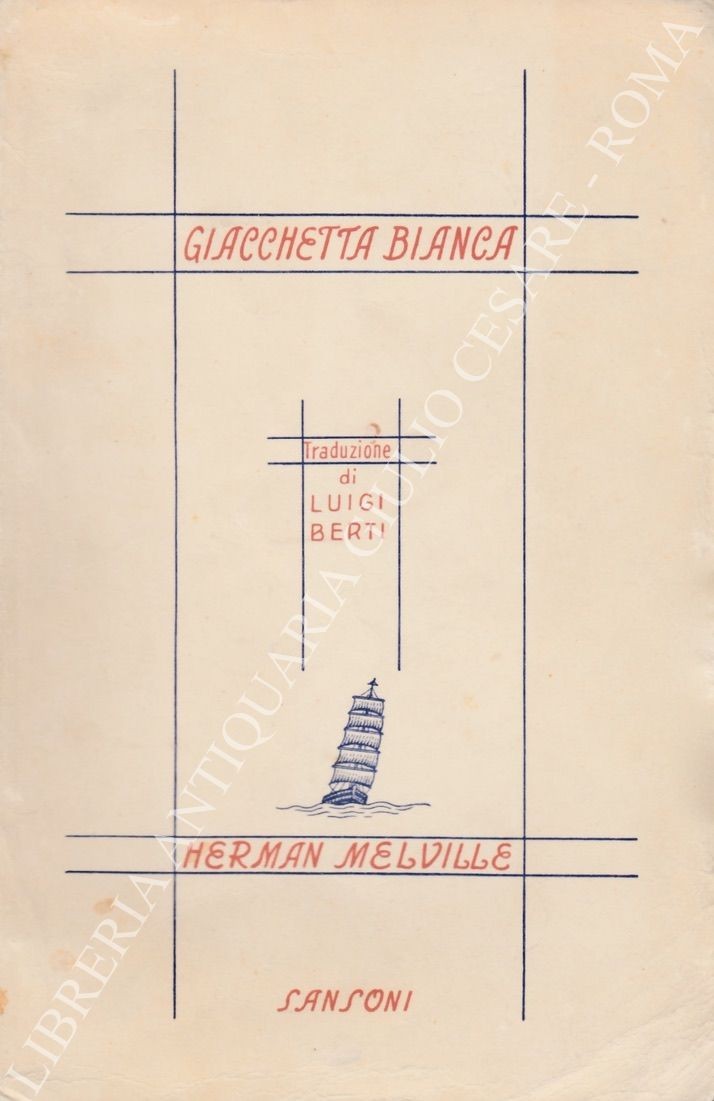 GIACCHETTA BIANCA
Traduzione
di
LUIGI
BERTI
HERMAN MELVILLE
SANSONI
LIBRERIA ANTIQUARIA GIULIO CESARE - ROMA